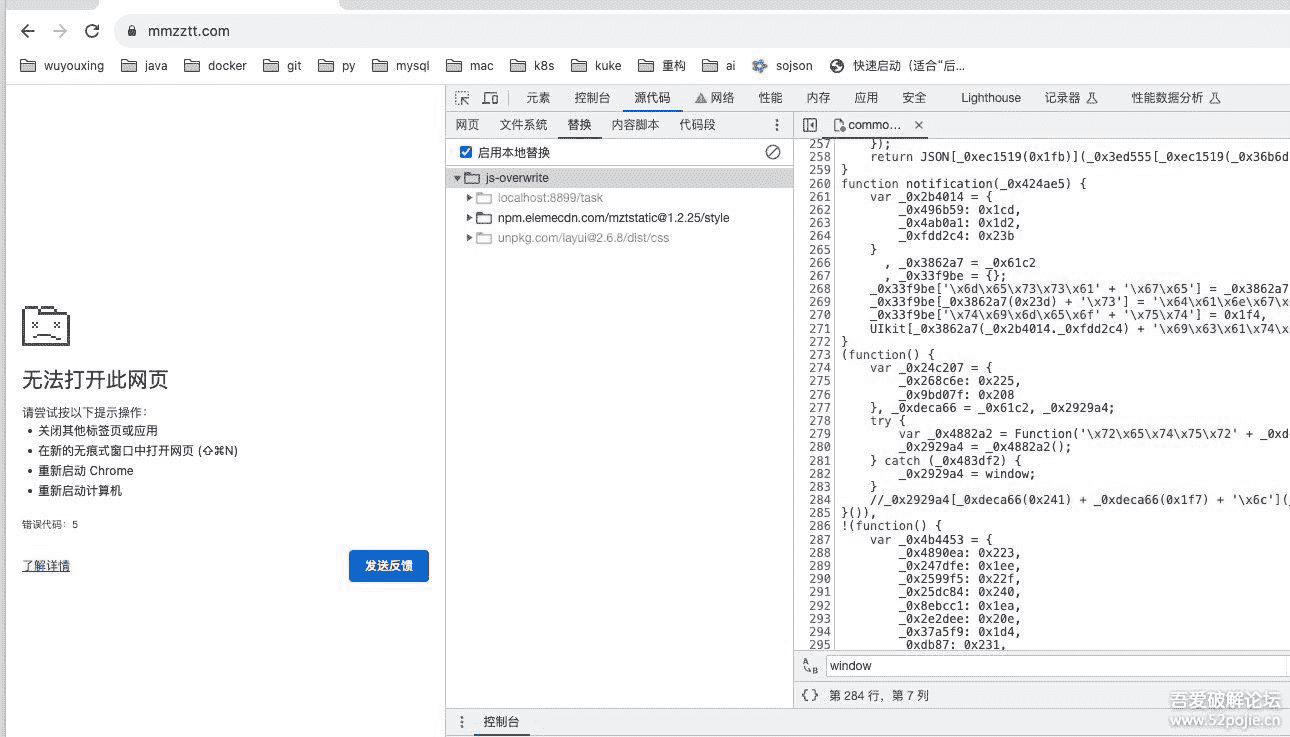 mmzztt.com
wuyouxing java docker git py mysql mac k8s kuke 重构 ai sojson 快速启动（适合“后...
元素 控制台 源代码 网络 性能 内存 应用 安全 Lighthouse 记录器 性能数据分析
网页 文件系统 替换 内容脚本 代码段
commo...
启用本地替换
js-overwrite
localhost:8899/task
npm.elemecdn.com/mztstatic@1.2.25/style
unpkg.com/layui@2.6.8/dist/css
无法打开此网页
请尝试按以下提示操作：
• 关闭其他标签页或应用
• 在新的无痕式窗口中打开网页 (⇧⌘N)
• 重新启动 Chrome
• 重新启动计算机
错误代码：5
了解详情
发送反馈
257 });
258 return JSON[_0xec1519(0x1fb)](_0x3ed555[_0xec1519(_0x36b6d
259 }
260 function notification(_0x424ae5) {
261 var _0x2b4014 = {
262 _0x496b59: 0x1cd,
263 _0x4ab0a1: 0x1d2,
264 _0xfdd2c4: 0x23b
265 }
266 , _0x3862a7 = _0x61c2
267 , _0x33f9be = {};
268 _0x33f9be['\x6d\x65\x73\x73\x61' + '\x67\x65'] = _0x3862a7
269 _0x33f9be[_0x3862a7(0x23d) + '\x73'] = '\x64\x61\x6e\x67\x
270 _0x33f9be['\x74\x69\x6d\x65\x6f' + '\x75\x74'] = 0x1f4,
271 UIkit[_0x3862a7(_0x2b4014._0xfdd2c4) + '\x69\x63\x61\x74\x
272 }
273 (function() {
274 var _0x24c207 = {
275 _0x268c6e: 0x225,
276 _0x9bd07f: 0x208
277 }, _0xdeca66 = _0x61c2, _0x2929a4;
278 try {
279 var _0x4882a2 = Function('\x72\x65\x74\x75\x72' + _0xd
280 _0x2929a4 = _0x4882a2();
281 } catch (_0x483df2) {
282 _0x2929a4 = window;
283 }
284 //_0x2929a4[_0xdeca66(0x241) + _0xdeca66(0x1f7) + '\x6c'](
285 }()),
286 !(function() {
287 var _0x4b4453 = {
288 _0x4890ea: 0x223,
289 _0x247dfe: 0x1ee,
290 _0x2599f5: 0x22f,
291 _0x25dc84: 0x240,
292 _0x8ebcc1: 0x1ea,
293 _0x2e2dee: 0x20e,
294 _0x37a5f9: 0x1d4,
295 0xdb87: 0x231,
window
{} 第 284 行，第 7 列
控制台
吾爱破解论坛
www.52pojie.cn